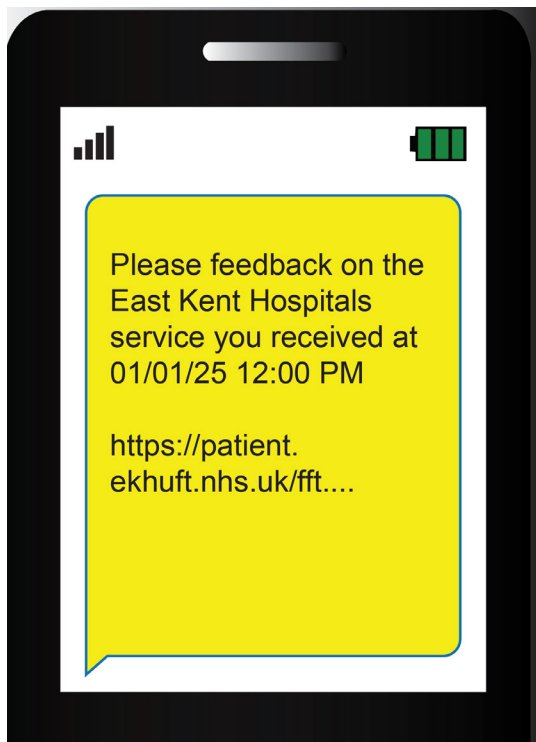 Please feedback on the
East Kent Hospitals
service you received at
01/01/25 12:00 PM
https://patient.
ekhuft.nhs.uk/fft....